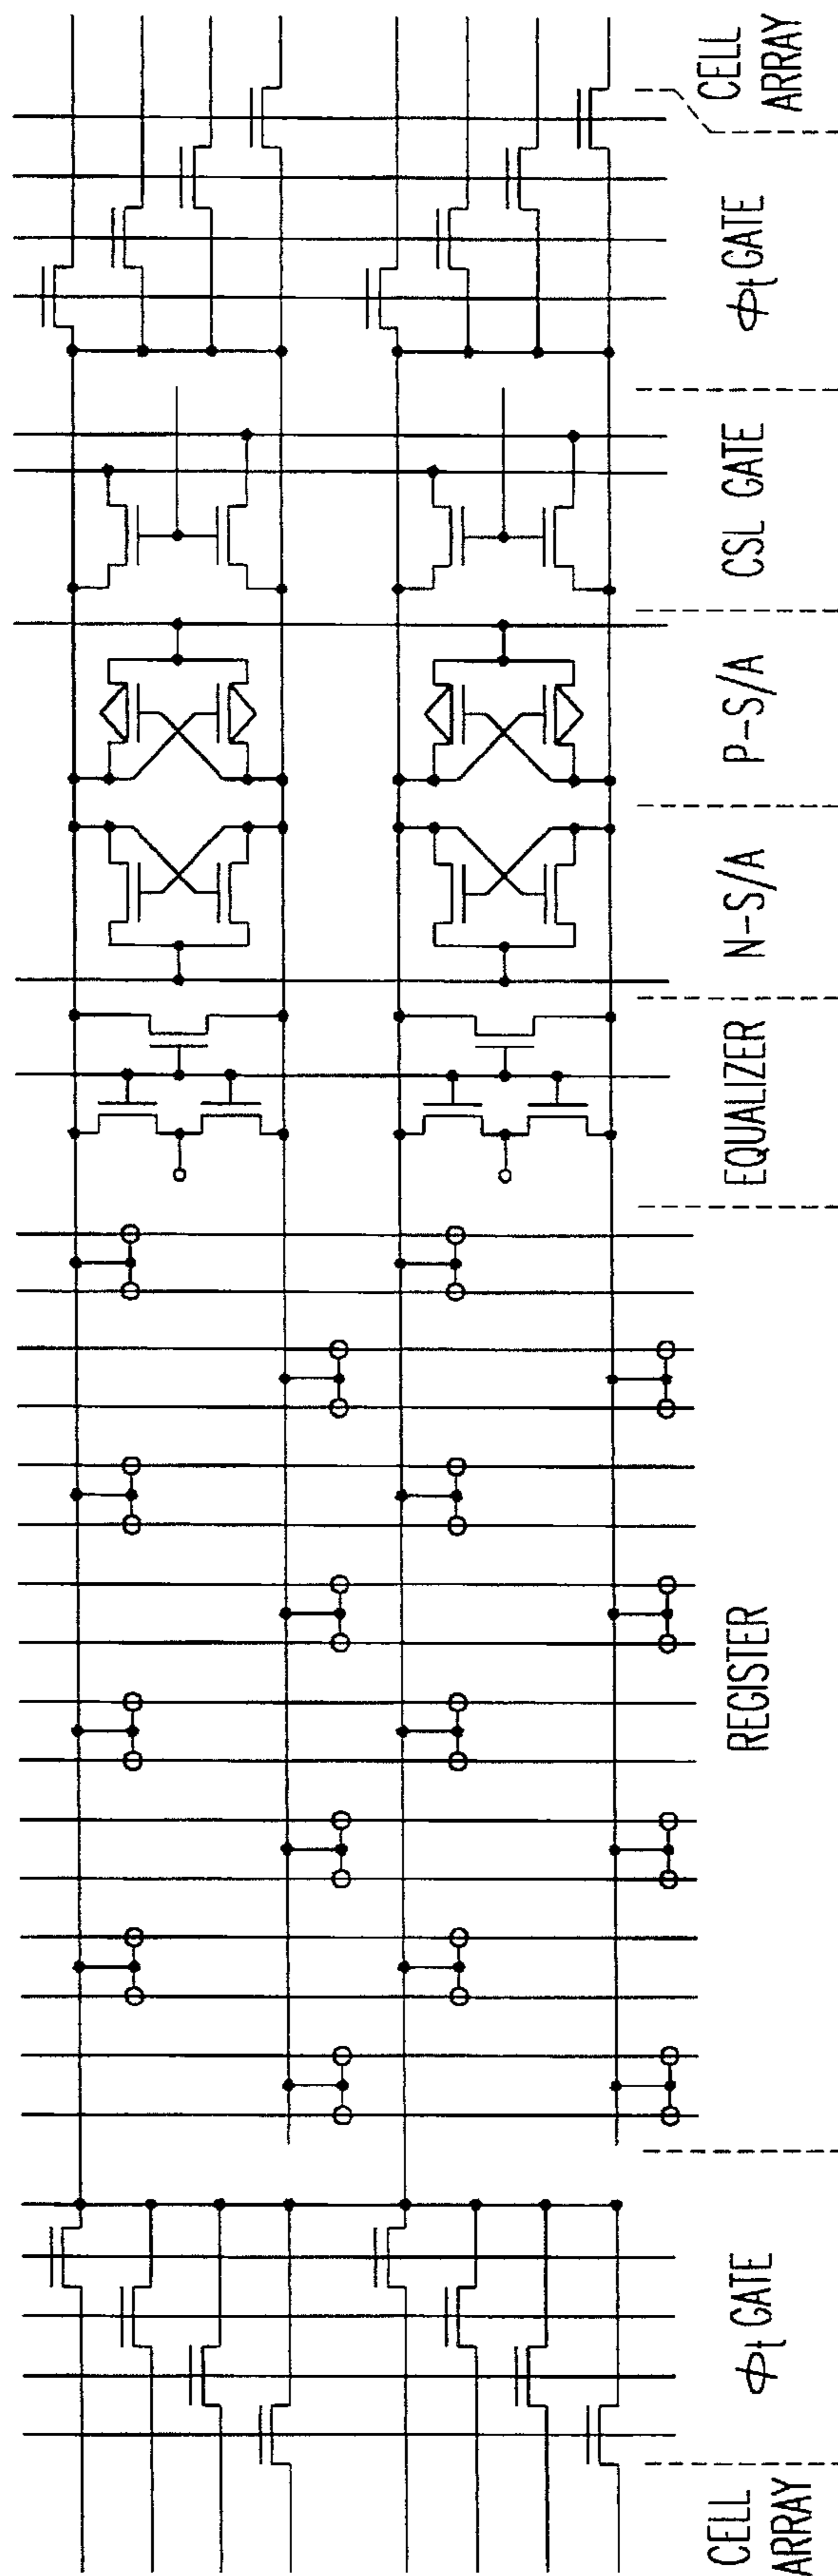 CELL
ARRAY
φt GATE
CSL GATE
P-S/A
N-S/A
EQUALIZER
REGISTER
φt GATE
CELL
ARRAY